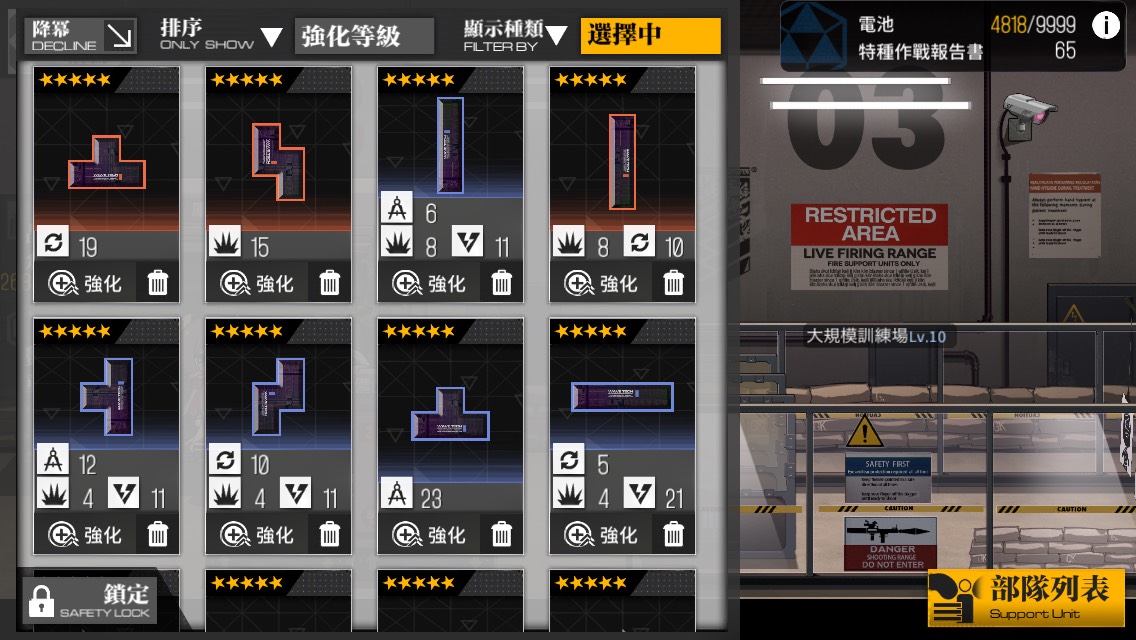 降冪
DECLINE
排序
ONLY SHOW
強化等級
顯示種類
FILTER BY
選擇中
電池
4818/9999
特種作戰報告書
65
19
強化
15
強化
6
8
11
強化
8
10
強化
12
4
11
強化
10
4
11
強化
23
強化
5
4
21
強化
鎖定
SAFETY LOCK
03
RESTRICTED
AREA
LIVE FIRING RANGE
FIRE SUPPORT UNITS ONLY
大規模訓練場Lv.10
SAFETY FIRST
CAUTION
CAUTION
DANGER
SHOOTING RANGE
DO NOT ENTER
部隊列表
Support Unit